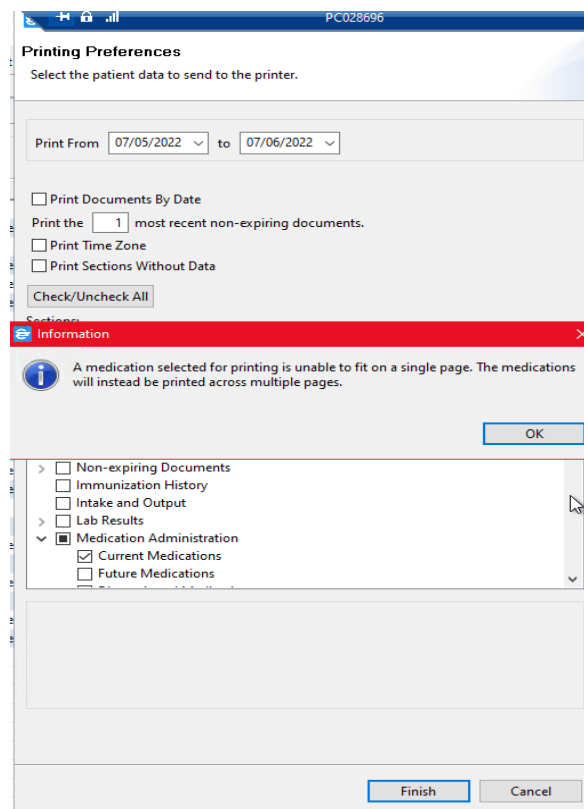 PC028696
Printing Preferences
Select the patient data to send to the printer.
Print From 07/05/2022 to 07/06/2022
Print Documents By Date
Print the 1 most recent non-expiring documents.
Print Time Zone
Print Sections Without Data
Check/Uncheck All
Sections:
Information
A medication selected for printing is unable to fit on a single page. The medications
will instead be printed across multiple pages.
OK
Non-expiring Documents
Immunization History
Intake and Output
Lab Results
Medication Administration
Current Medications
Future Medications
Finish Cancel